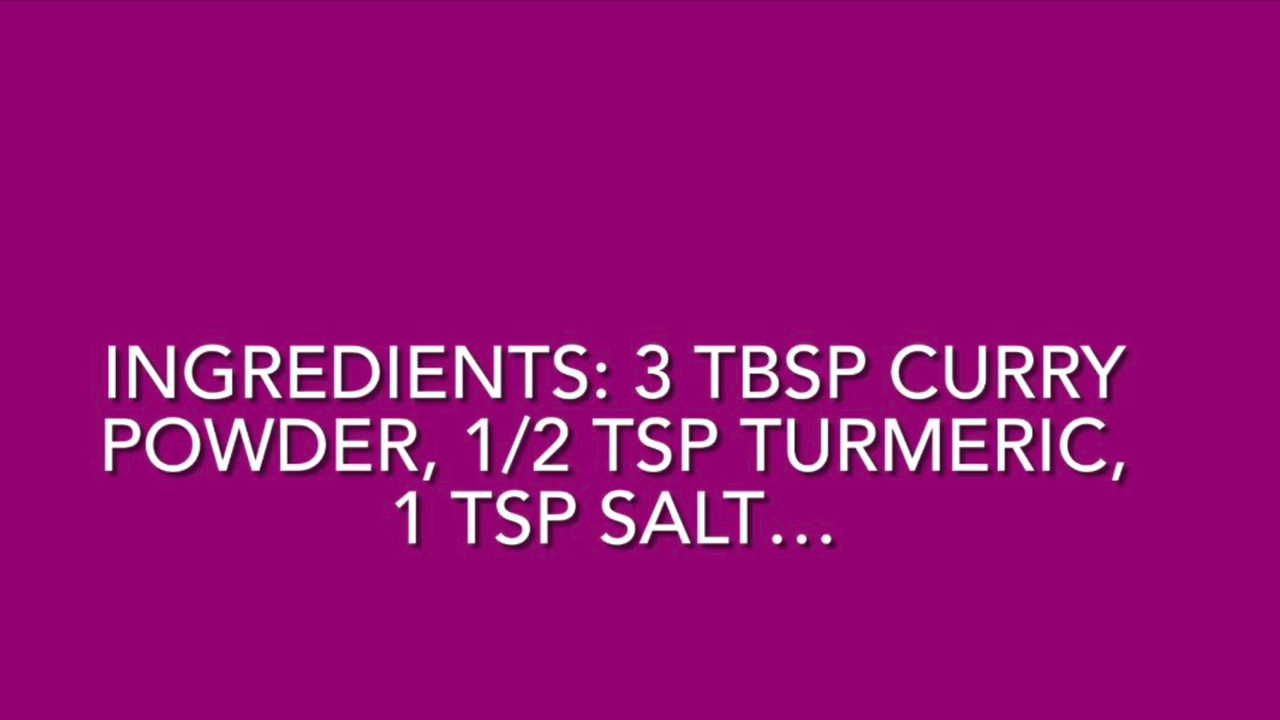 INGREDIENTS: 3 TBSP CURRY
POWDER, 1/2 TSP TURMERIC,
1 TSP SALT...